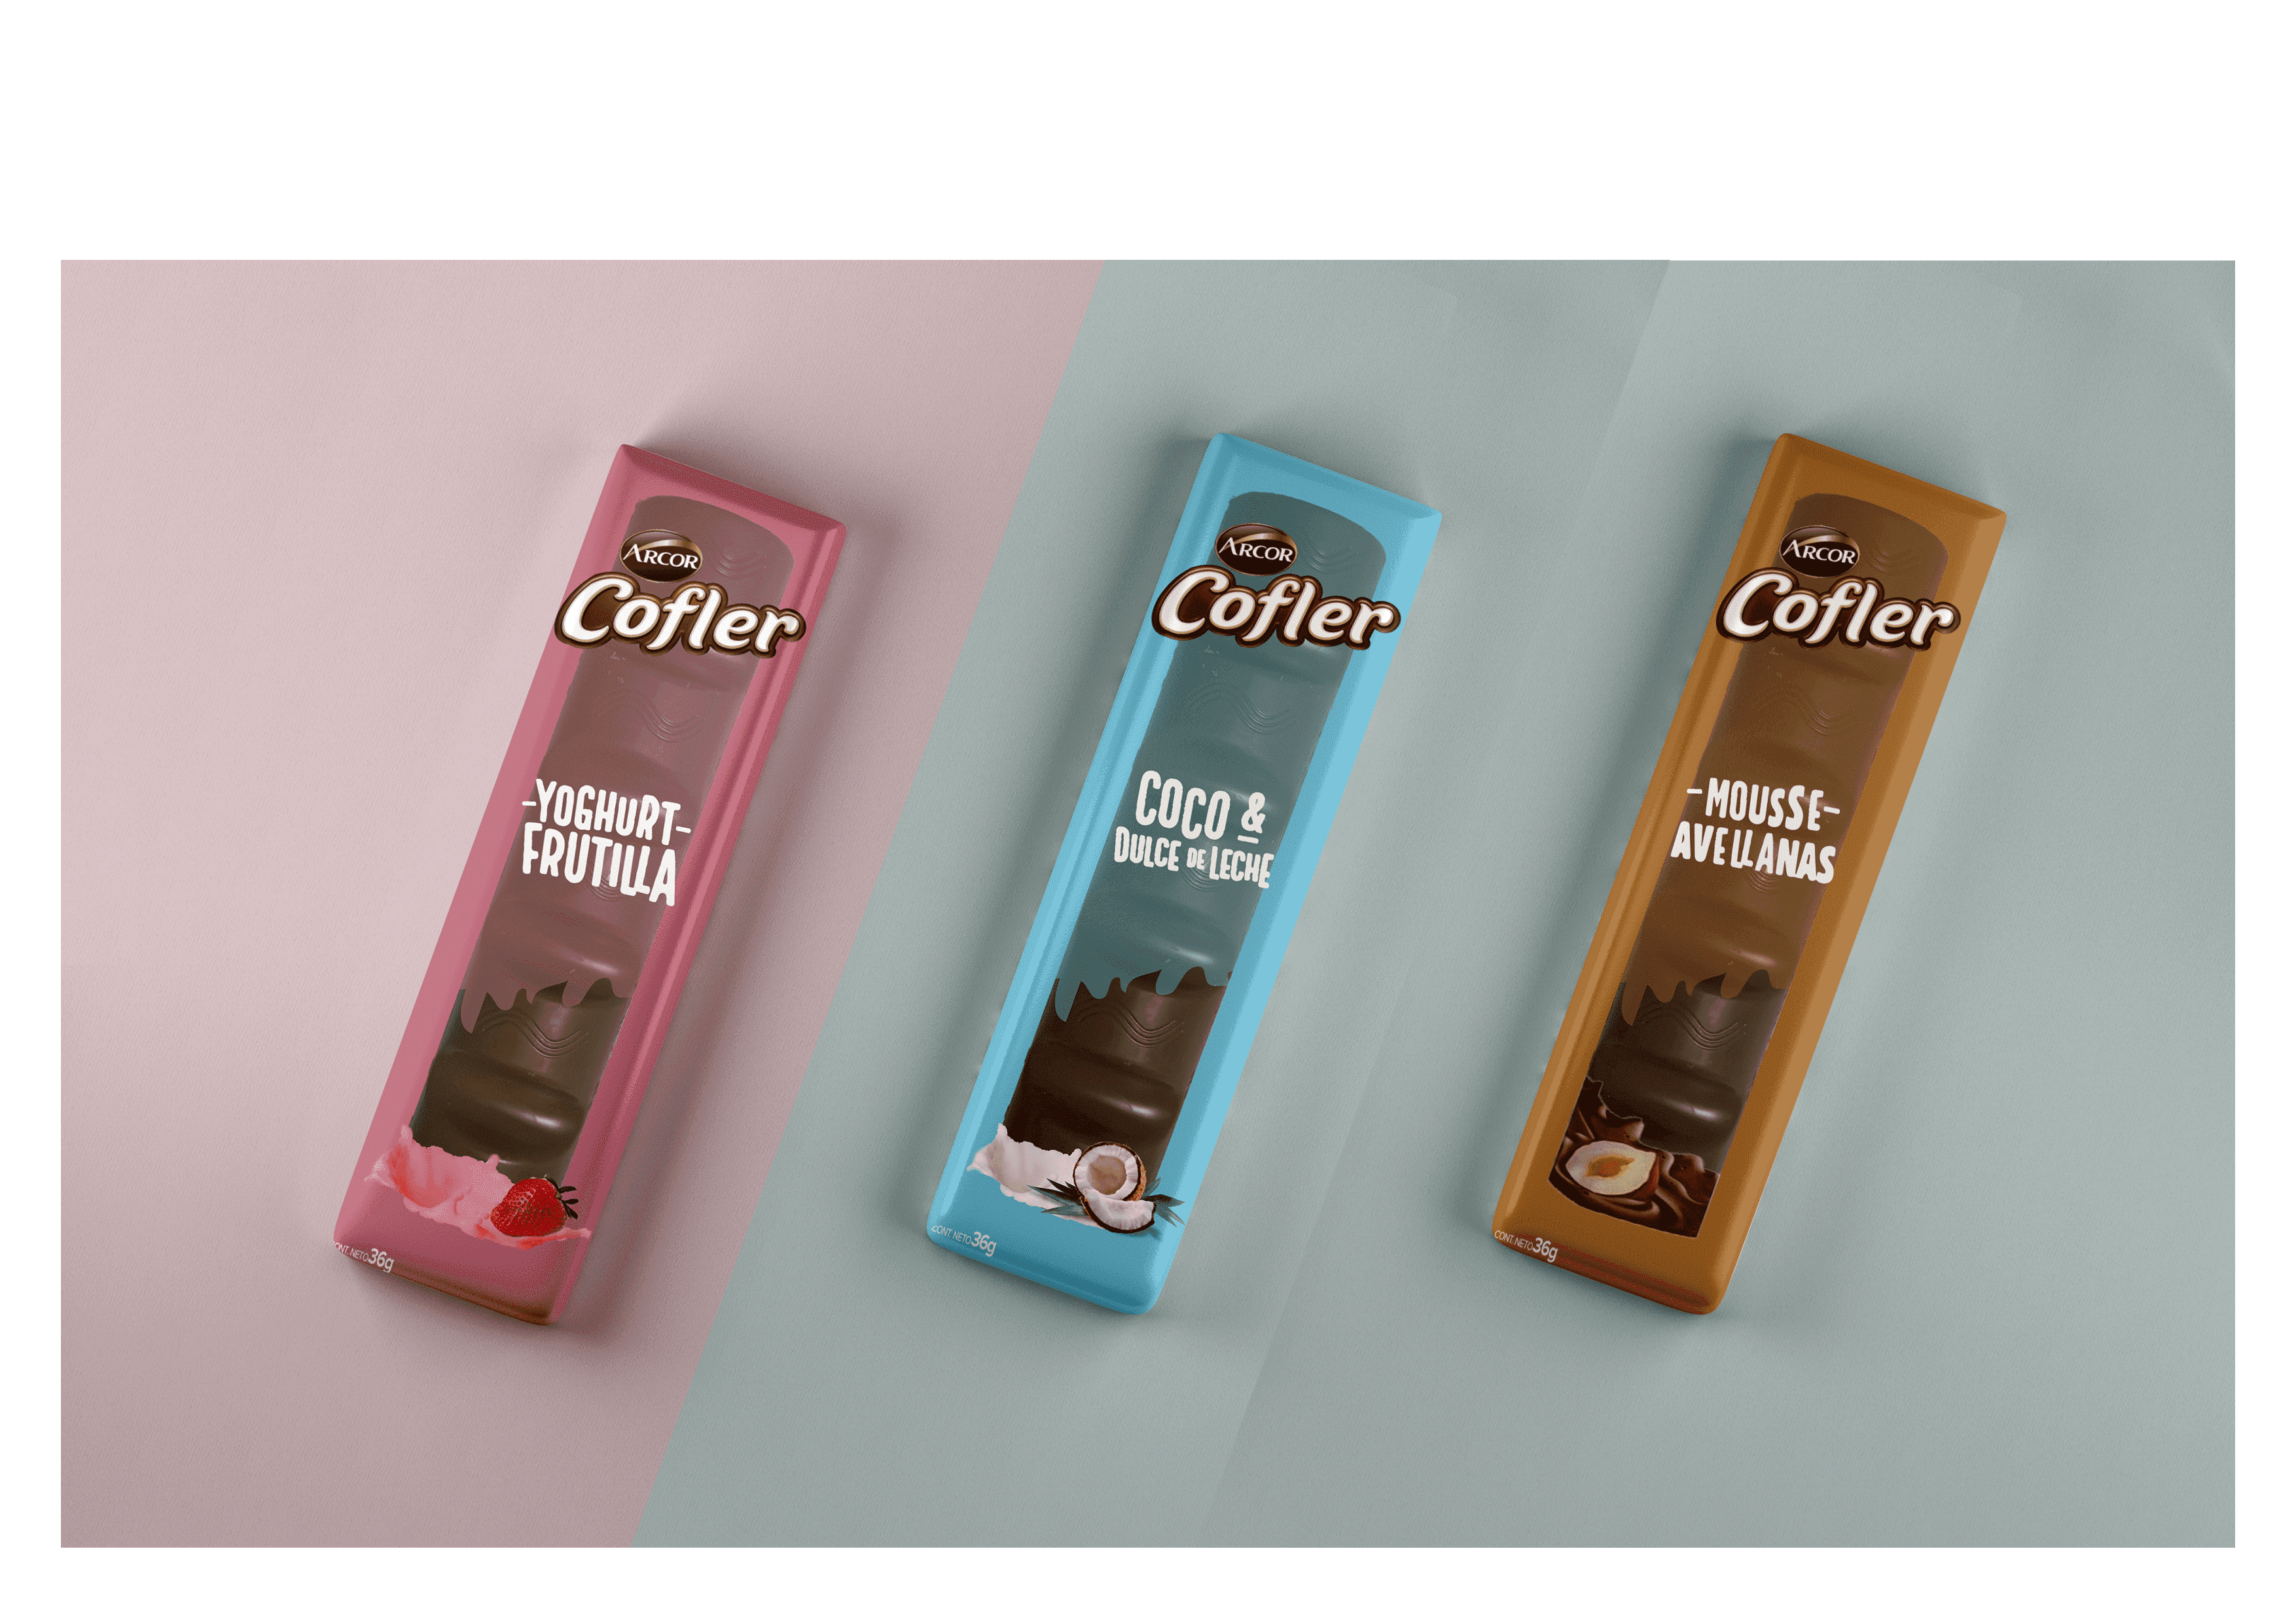 ARCOR
Cofler
-YOGHURT-
FRUTILLA
CONT. NETO 36g
ARCOR
Cofler
COCO &
DULCE DE LECHE
CONT. NETO 36g
ARCOR
Cofler
-MOUSSE-
AVELLANAS
CONT. NETO 36g